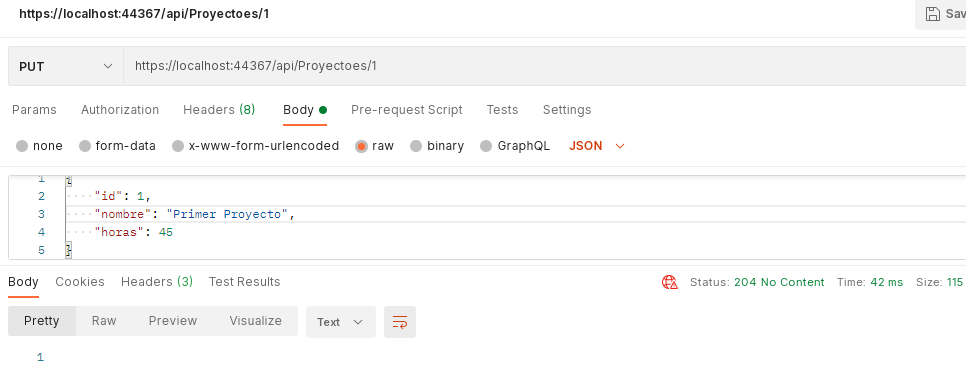 https://localhost:44367/api/Proyectoes/1 Sav
PUT https://localhost:44367/api/Proyectoes/1
Params Authorization Headers (8) Body Pre-request Script Tests Settings
none form-data x-www-form-urlencoded raw binary GraphQL JSON
1 {
2 "id": 1,
3 "nombre": "Primer Proyecto",
4 "horas": 45
5 }
Body Cookies Headers (3) Test Results Status: 204 No Content Time: 42 ms Size: 115
Pretty Raw Preview Visualize Text
1